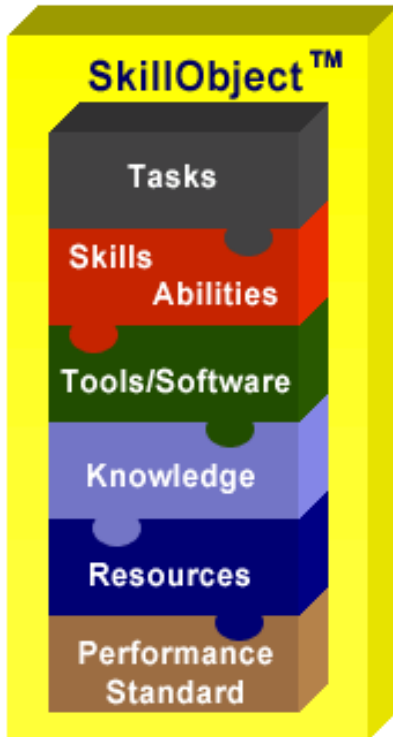 SkillObject™
Tasks
Skills
Abilities
Tools/Software
Knowledge
Resources
Performance
Standard